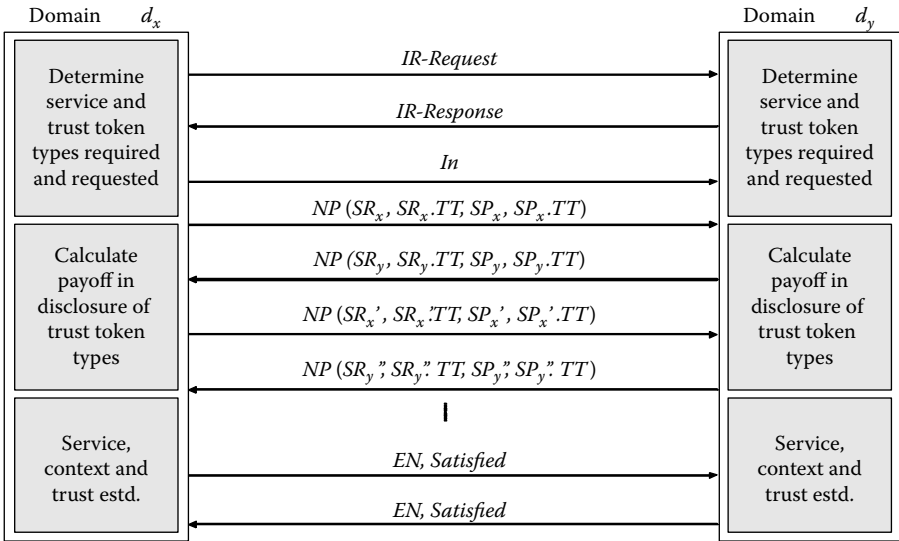 Domain d_x
Domain d_y
Determine
service and
trust token
types required
and requested
Calculate
payoff in
disclosure of
trust token
types
Service,
context and
trust estd.
IR-Request
IR-Response
In
NP (SR_x, SR_x.TT, SP_x, SP_x.TT)
NP (SR_y, SR_y.TT, SP_y, SP_y.TT)
NP (SR_x’, SR_x’.TT, SP_x’, SP_x’.TT)
NP (SR_y”, SR_y”. TT, SP_y”, SP_y”. TT)
EN, Satisfied
EN, Satisfied
Determine
service and
trust token
types required
and requested
Calculate
payoff in
disclosure of
trust token
types
Service,
context and
trust estd.